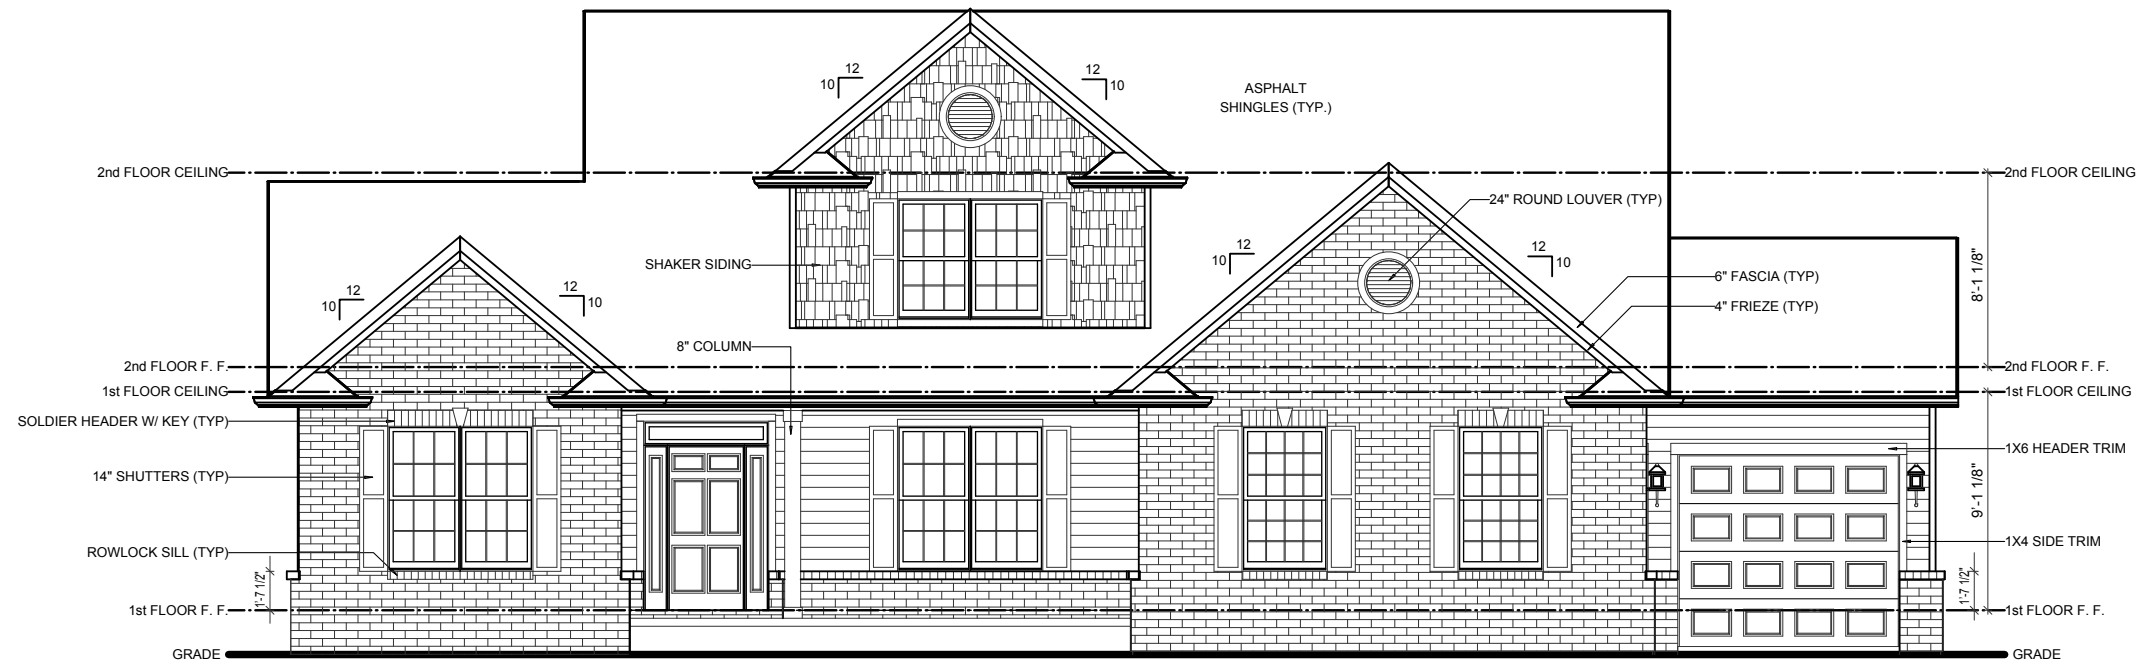 12
10
12
10
ASPHALT
SHINGLES (TYP.)
2nd FLOOR CEILING
2nd FLOOR CEILING
24" ROUND LOUVER (TYP)
12
10
12
10
SHAKER SIDING
6" FASCIA (TYP)
8'-1 1/8"
12
10
12
10
4" FRIEZE (TYP)
8" COLUMN
2nd FLOOR F. F.
2nd FLOOR F. F.
1st FLOOR CEILING
1st FLOOR CEILING
SOLDIER HEADER W/ KEY (TYP)
1X6 HEADER TRIM
14" SHUTTERS (TYP)
9'-1 1/8"
1X4 SIDE TRIM
ROWLOCK SILL (TYP)
1'-7 1/2"
1'-7 1/2"
1st FLOOR F. F.
1st FLOOR F. F.
GRADE
GRADE